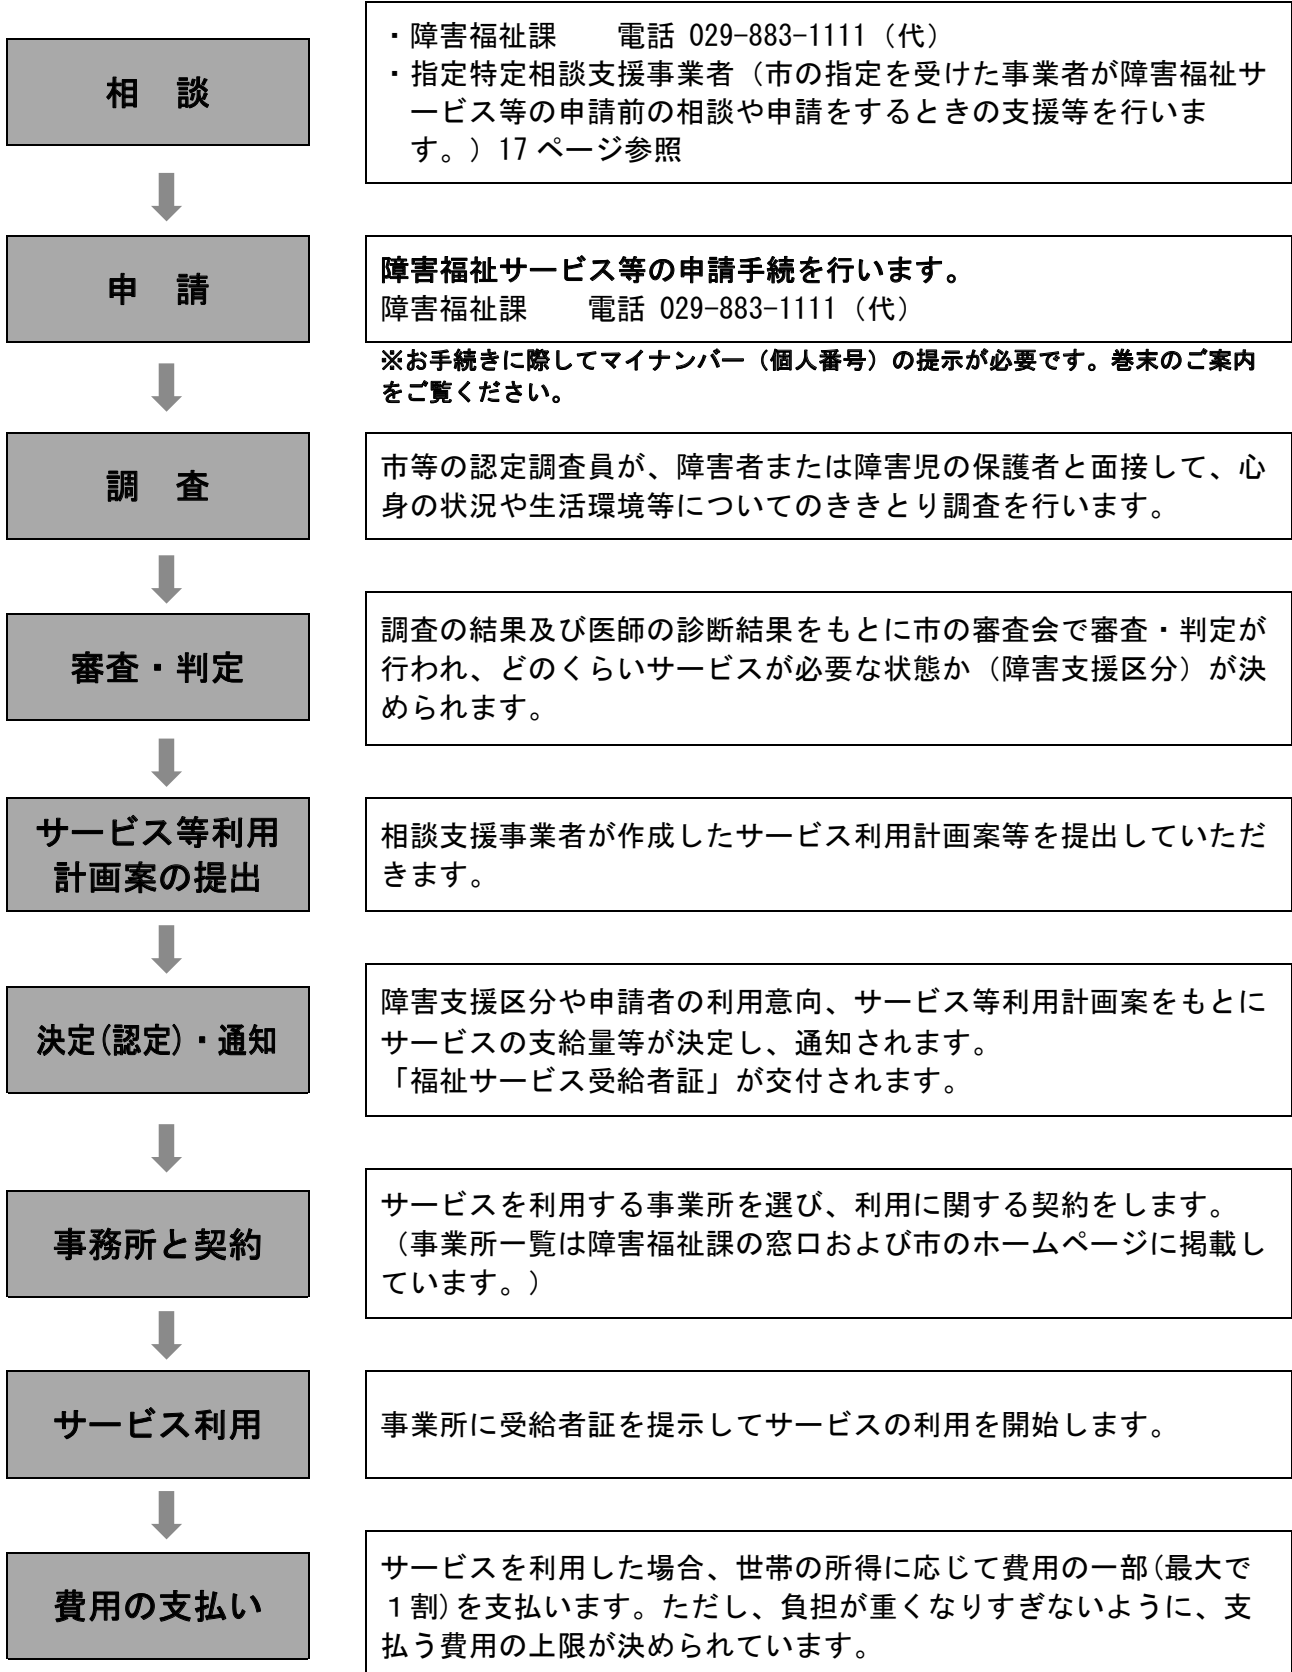 相　談
・障害福祉課　　電話 029-883-1111（代）
・指定特定相談支援事業者（市の指定を受けた事業者が障害福祉サ
ービス等の申請前の相談や申請をするときの支援等を行いま
す。）17 ページ参照
申　請
障害福祉サービス等の申請手続を行います。
障害福祉課　　電話 029-883-1111（代）
※お手続きに際してマイナンバー（個人番号）の提示が必要です。巻末のご案内
をご覧ください。
調　査
市等の認定調査員が、障害者または障害児の保護者と面接して、心
身の状況や生活環境等についてのききとり調査を行います。
審査・判定
調査の結果及び医師の診断結果をもとに市の審査会で審査・判定が
行われ、どのくらいサービスが必要な状態か（障害支援区分）が決
められます。
サービス等利用
計画案の提出
相談支援事業者が作成したサービス利用計画案等を提出していただ
きます。
決定(認定)・通知
障害支援区分や申請者の利用意向、サービス等利用計画案をもとに
サービスの支給量等が決定し、通知されます。
「福祉サービス受給者証」が交付されます。
事務所と契約
サービスを利用する事業所を選び、利用に関する契約をします。
（事業所一覧は障害福祉課の窓口および市のホームページに掲載し
ています。）
サービス利用
事業所に受給者証を提示してサービスの利用を開始します。
費用の支払い
サービスを利用した場合、世帯の所得に応じて費用の一部(最大で
１割)を支払います。ただし、負担が重くなりすぎないように、支
払う費用の上限が決められています。